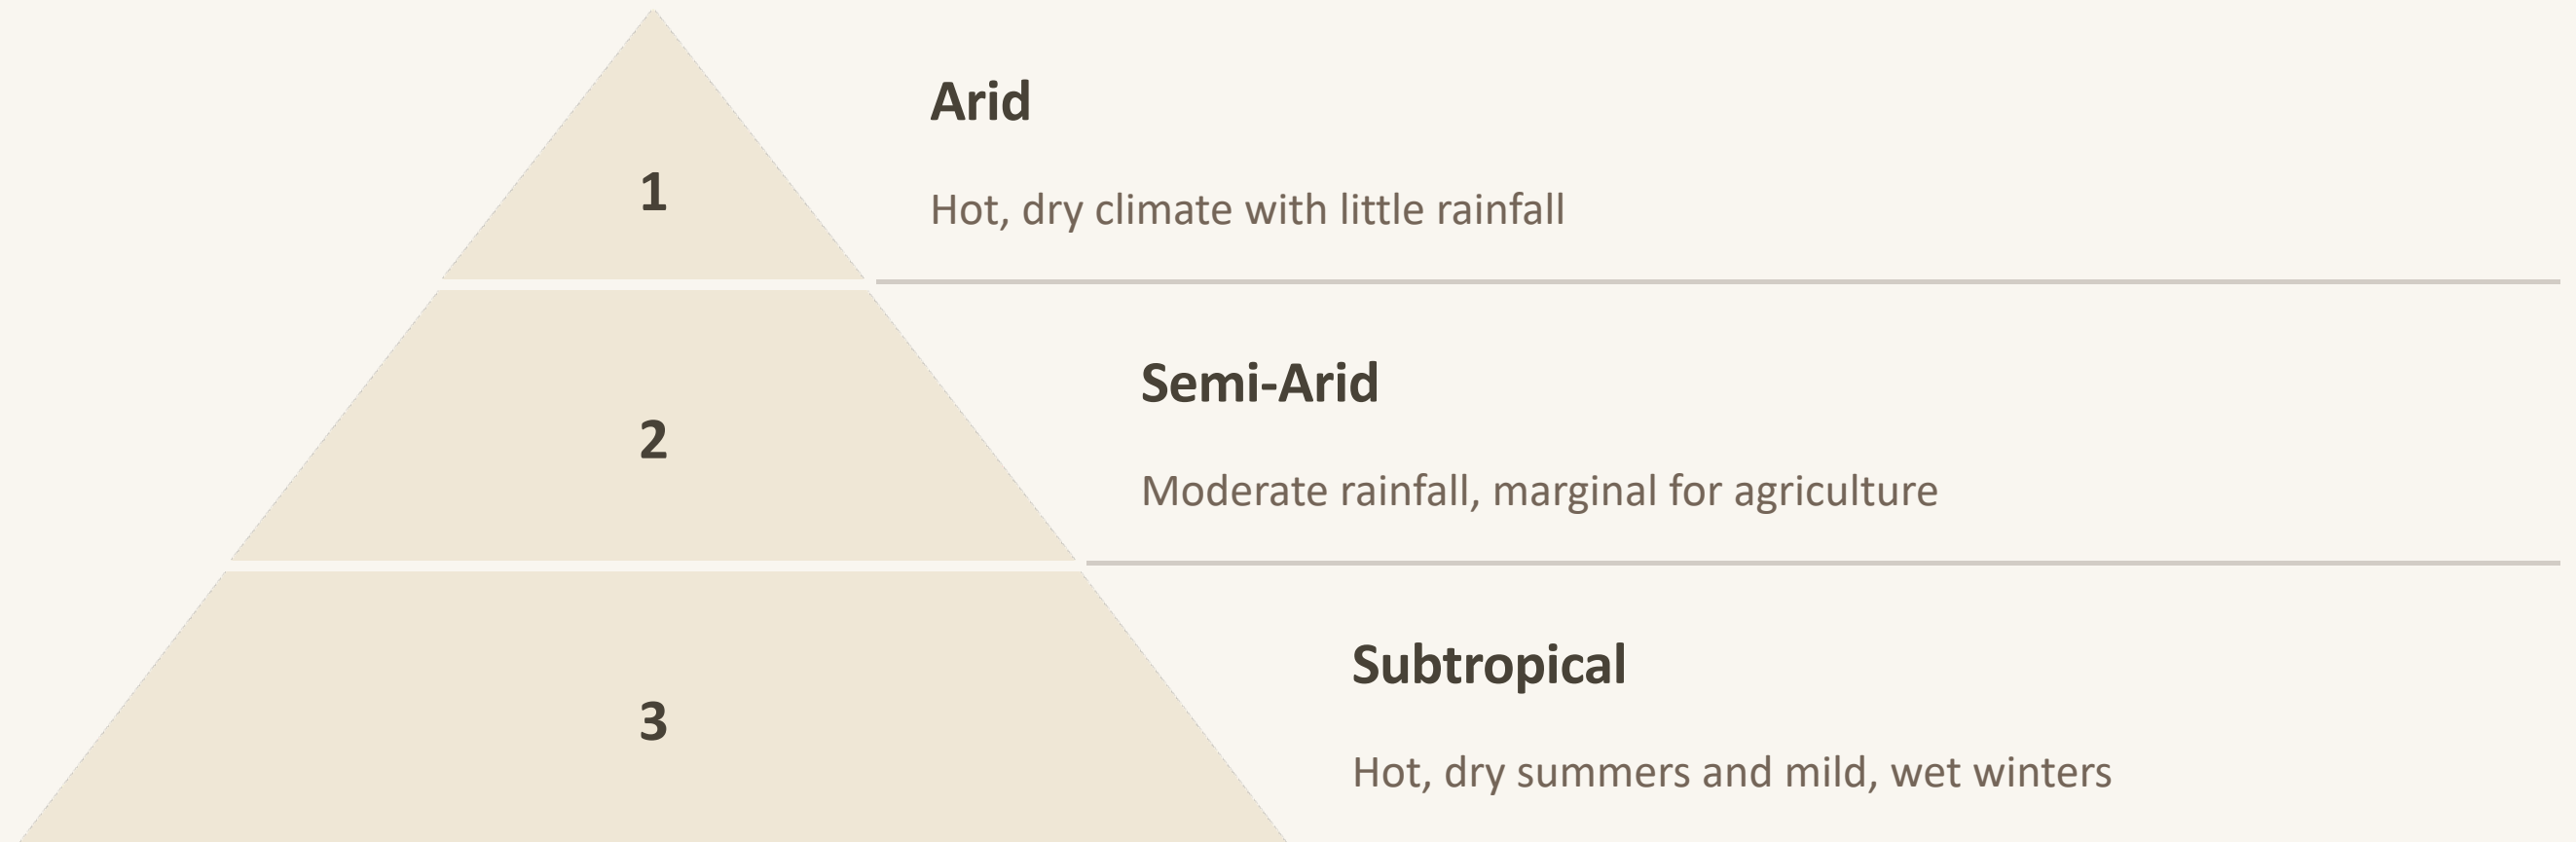 1
Arid
Hot, dry climate with little rainfall
2
Semi-Arid
Moderate rainfall, marginal for agriculture
3
Subtropical
Hot, dry summers and mild, wet winters